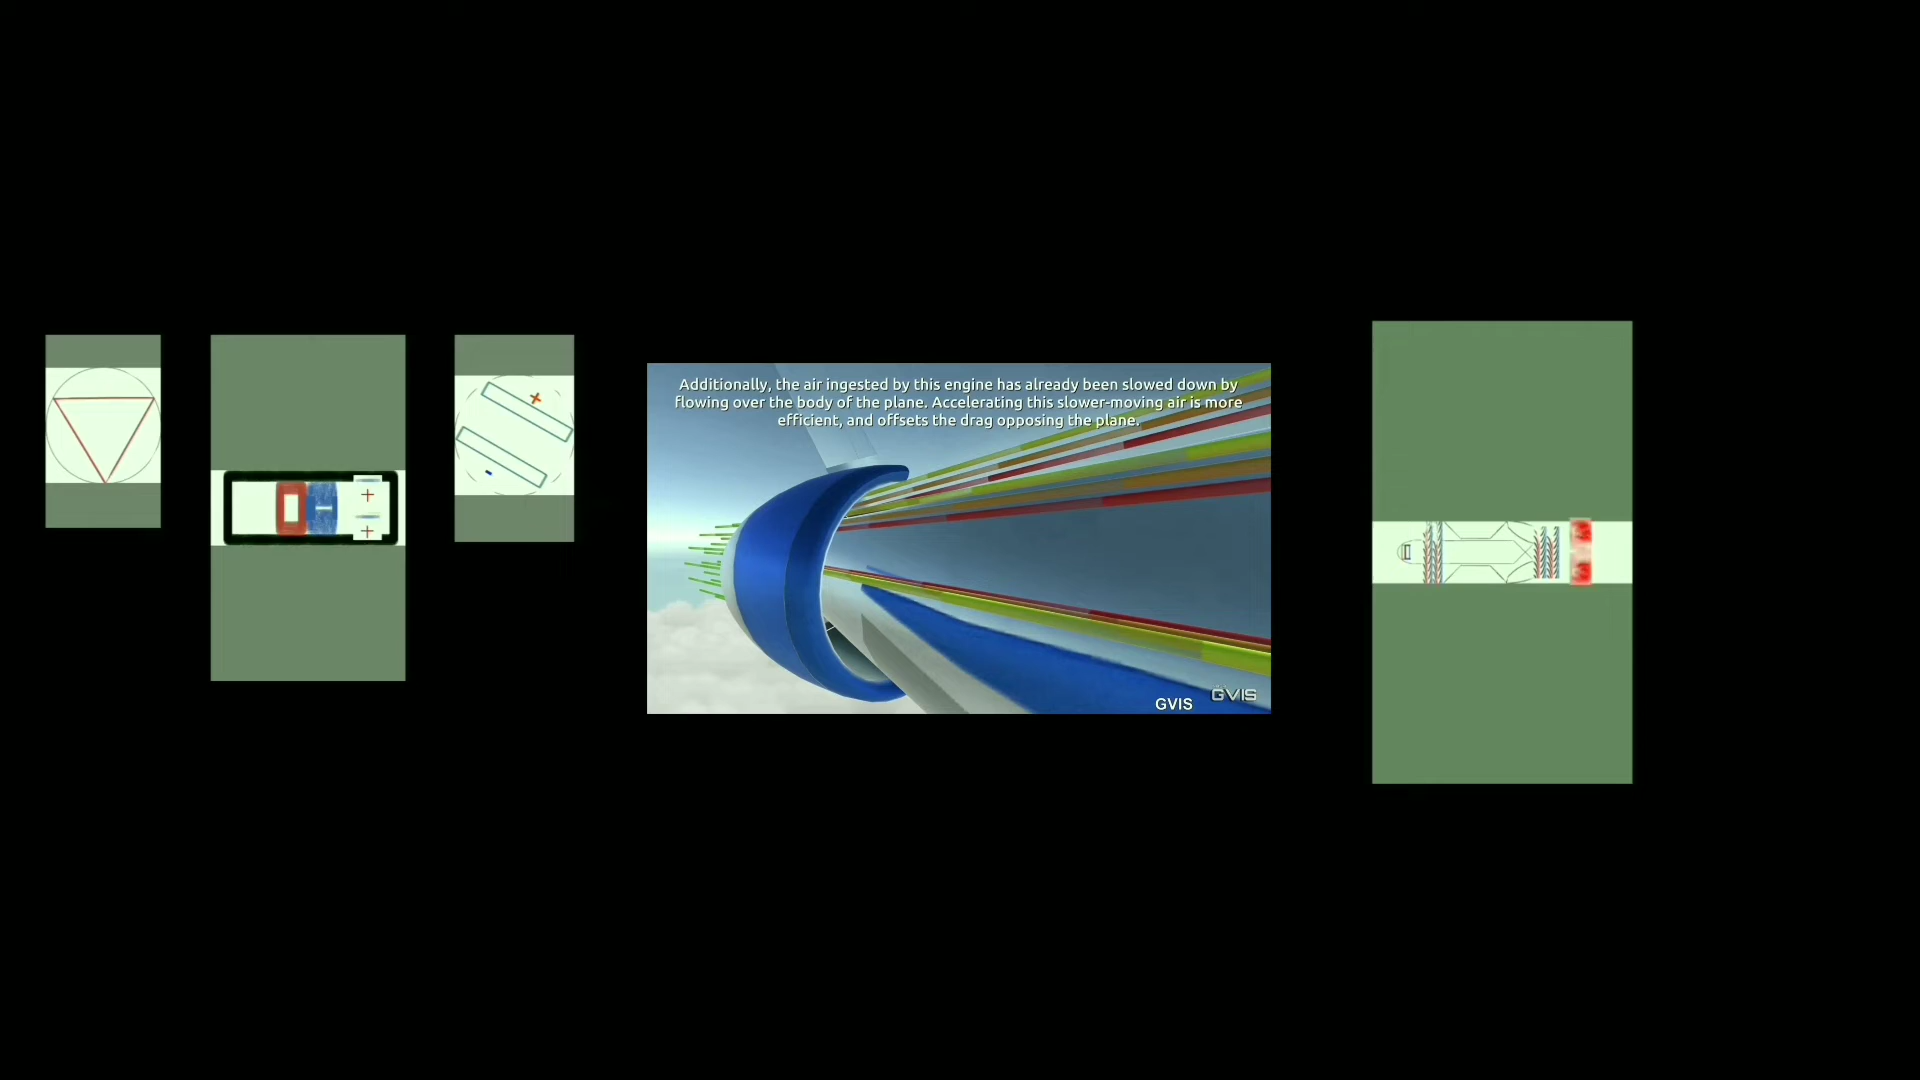 Additionally, the air ingested by this engine has already been slowed down by
flowing over the body of the plane. Accelerating this slower-moving air is more
efficient, and offsets the drag opposing the plane.
GVIS
GVIS
+
-
+
+